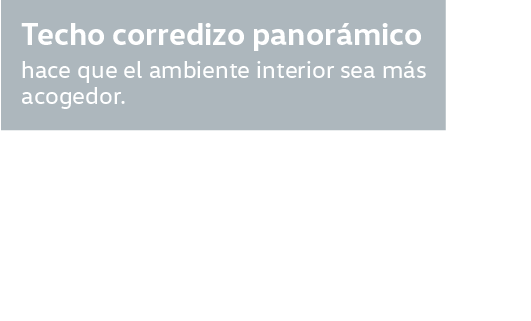 Techo corredizo panorámico
hace que el ambiente interior sea más
acogedor.